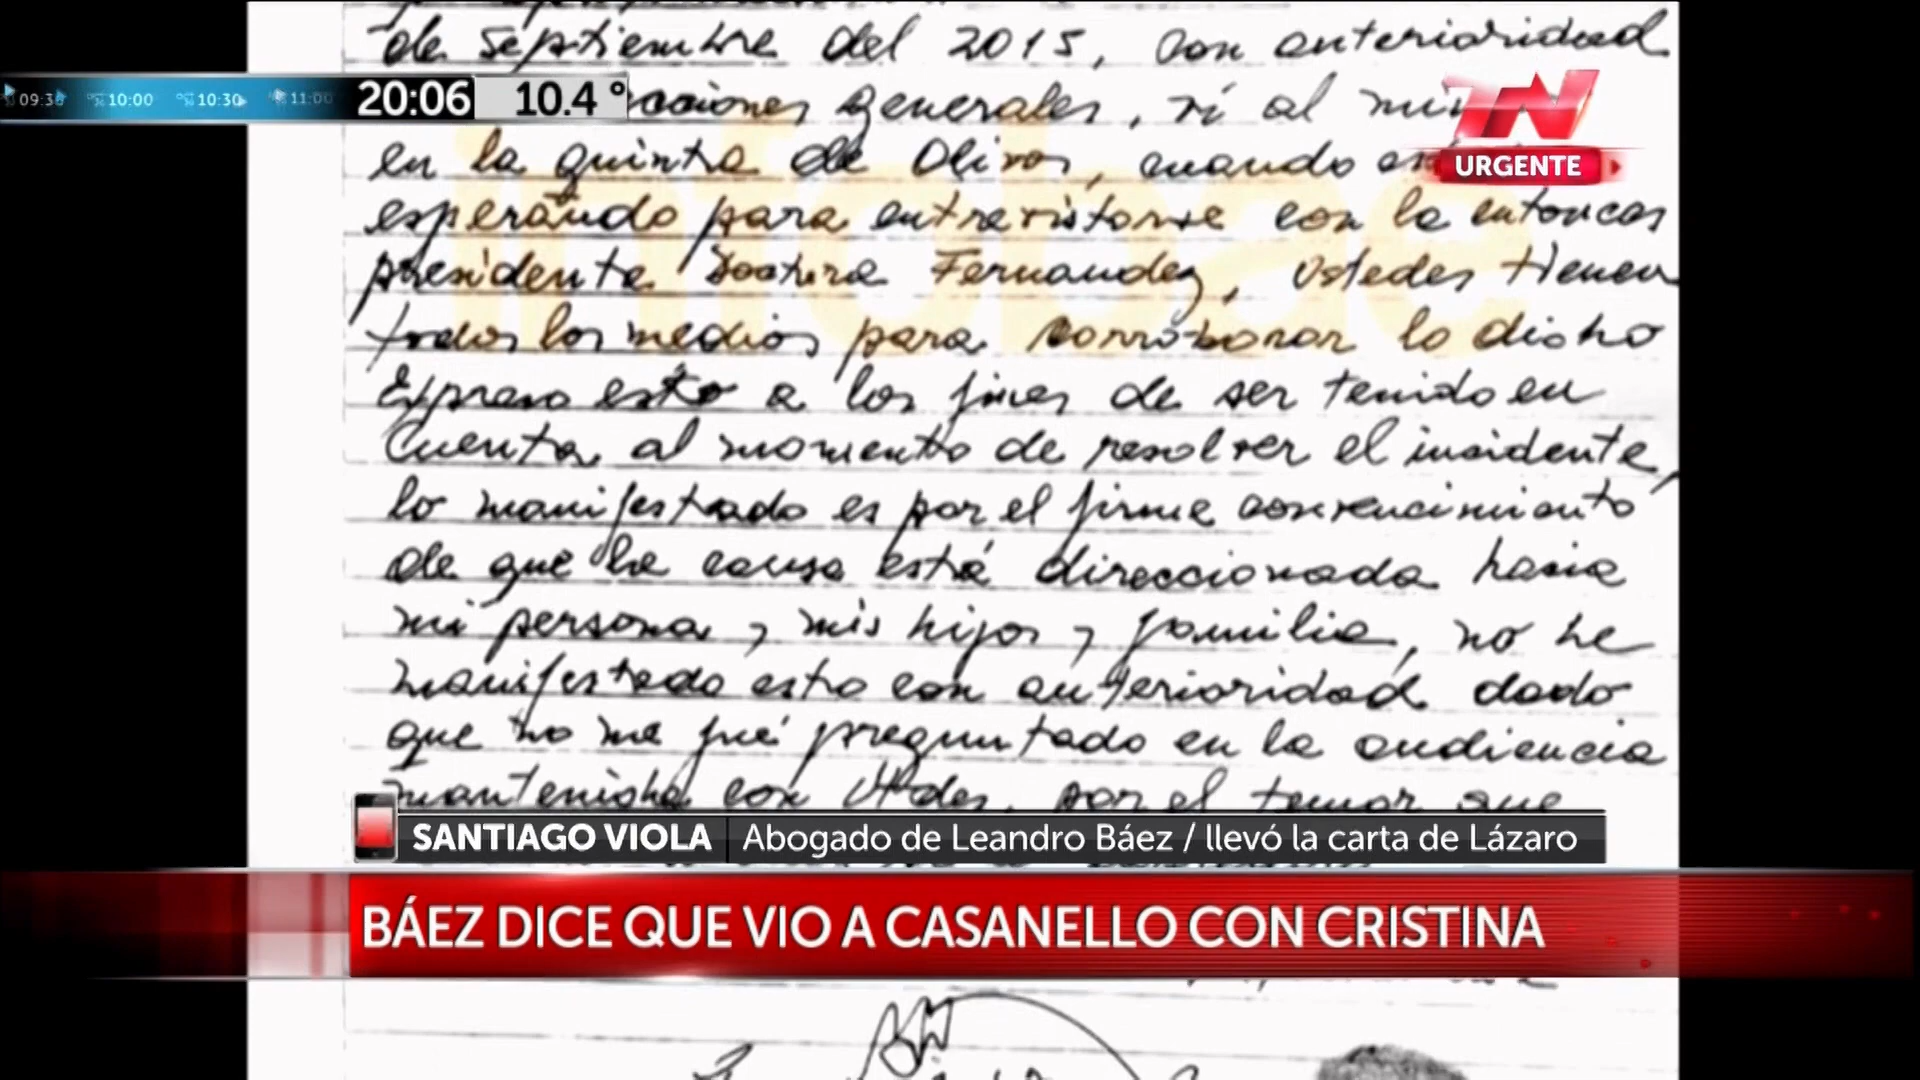 de Septiembre del 2015, con anterioridad
09:30 10:00 10:30 11:00 20:06 10.4 °
cciones generales, vi al mis
TN
en la quinta de Olivos, cuando es
URGENTE
esperando para entrevistarse con la entonces
presidente Doctora Fernandez, Ustedes tienen
todos los medios para corroborar lo dicho
Expreso esto a los fines de ser tenido en
Cuenta al momento de resolver el incidente,
lo manifestado es por el firme convencimiento
de que la causa está direccionada hacia
mi persona, mis hijos y familia, no he
manifestado esto con anterioridad dado
que no me fué preguntado en la audiencia
mantenida con Uds, por el temor que
infobae
SANTIAGO VIOLA Abogado de Leandro Báez / llevó la carta de Lázaro
BÁEZ DICE QUE VIO A CASANELLO CON CRISTINA